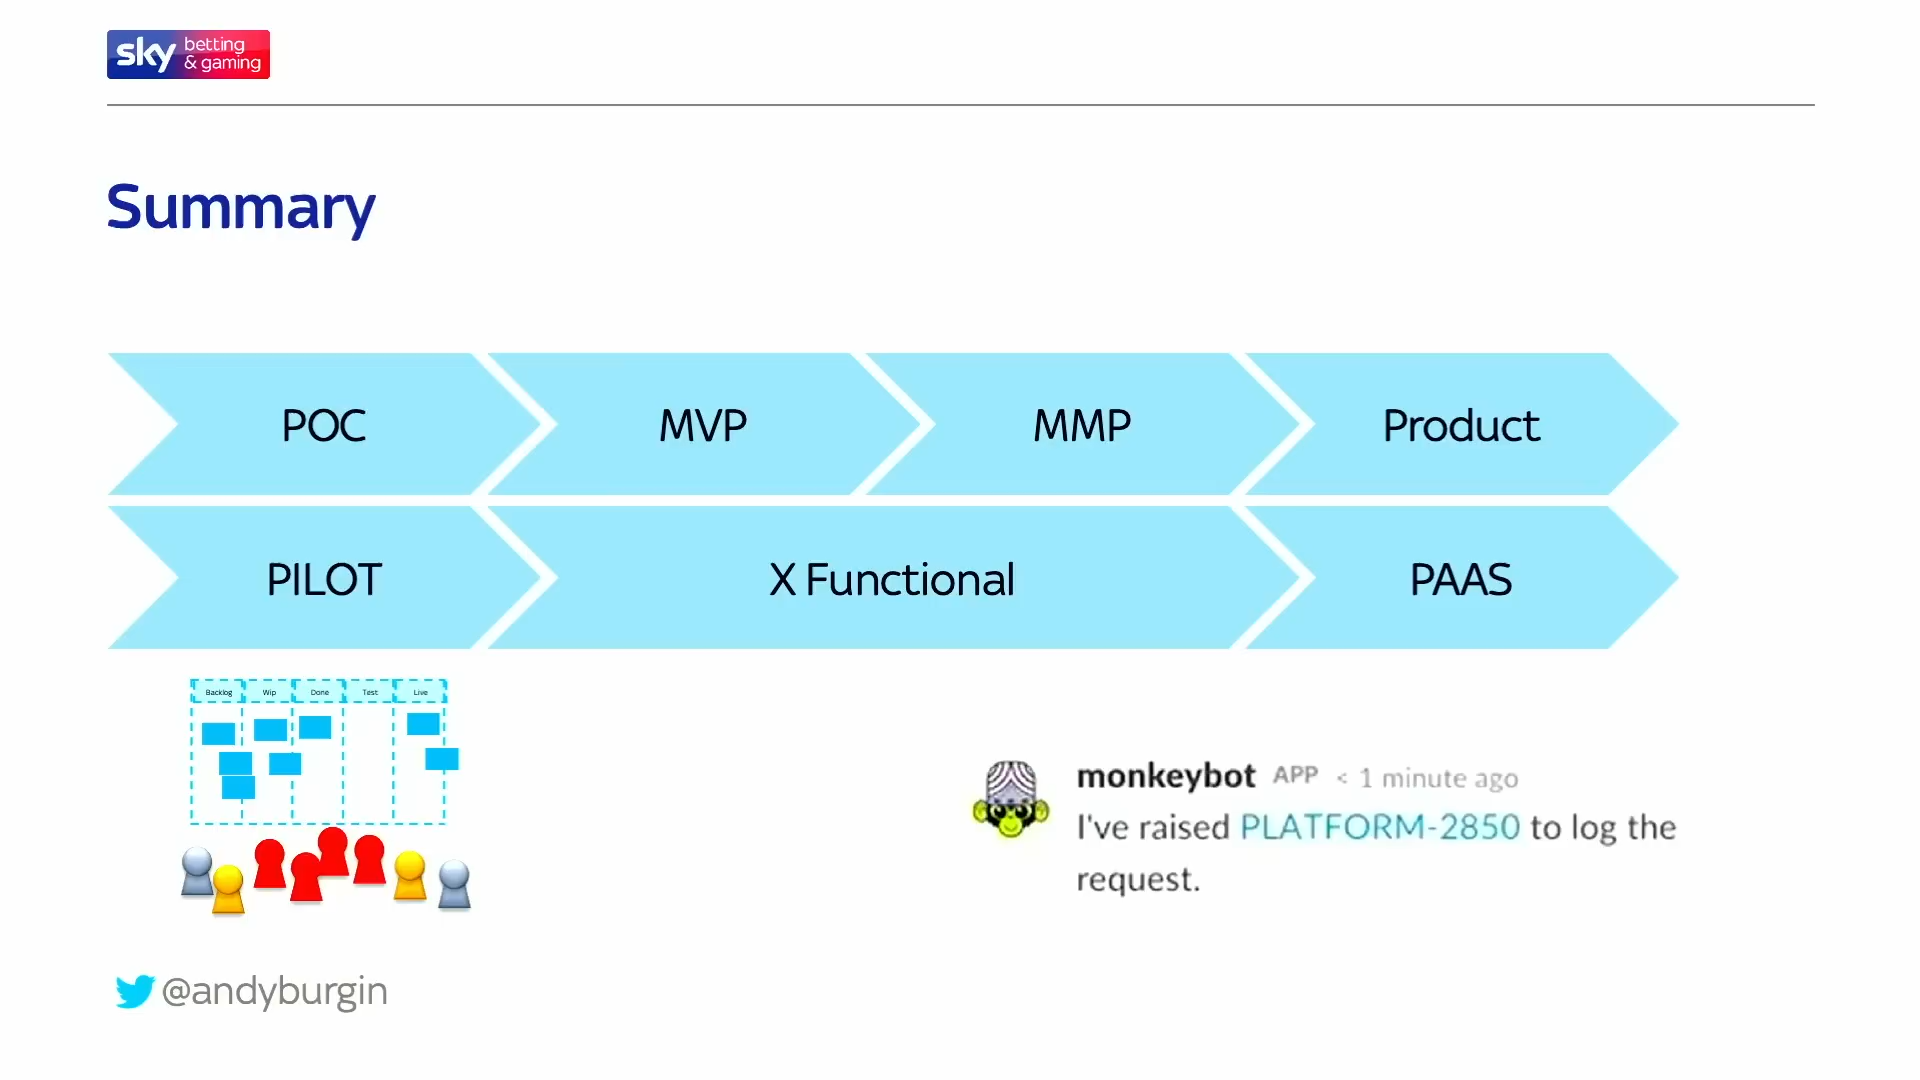 sky betting
& gaming
Summary
POC MVP MMP Product
PILOT X Functional PAAS
Backlog Wip Done Test Live
monkeybot APP < 1 minute ago
I've raised PLATFORM-2850 to log the
request.
@andyburgin